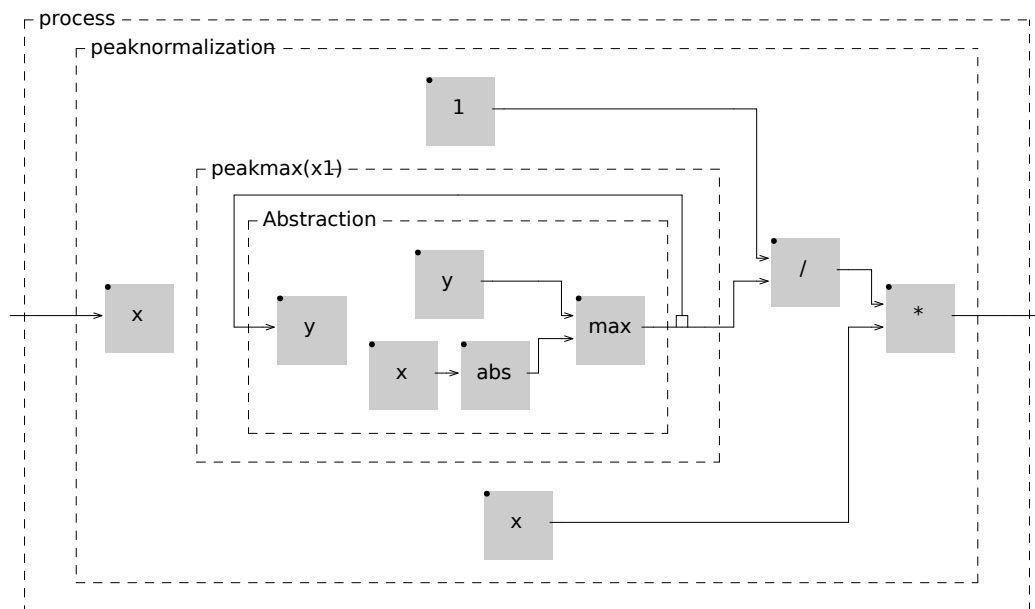 process
peaknormalization
1
peakmax(x1)
Abstraction
/
y
x
y
max
*
x
abs
x